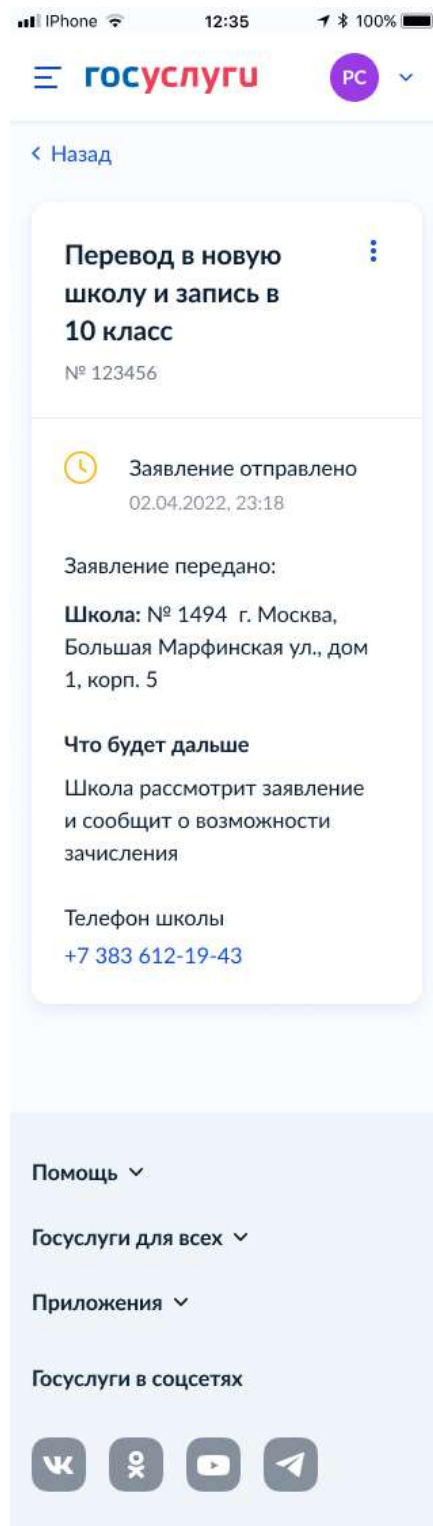 IPhone 12:35 100%
госуслуги РС
Назад
Перевод в новую
школу и запись в
10 класс
№ 123456
Заявление отправлено
02.04.2022, 23:18
Заявление передано:
Школа: № 1494 г. Москва,
Большая Марфинская ул., дом
1, корп. 5
Что будет дальше
Школа рассмотрит заявление
и сообщит о возможности
зачисления
Телефон школы
+7 383 612-19-43
Помощь
Госуслуги для всех
Приложения
Госуслуги в соцсетях